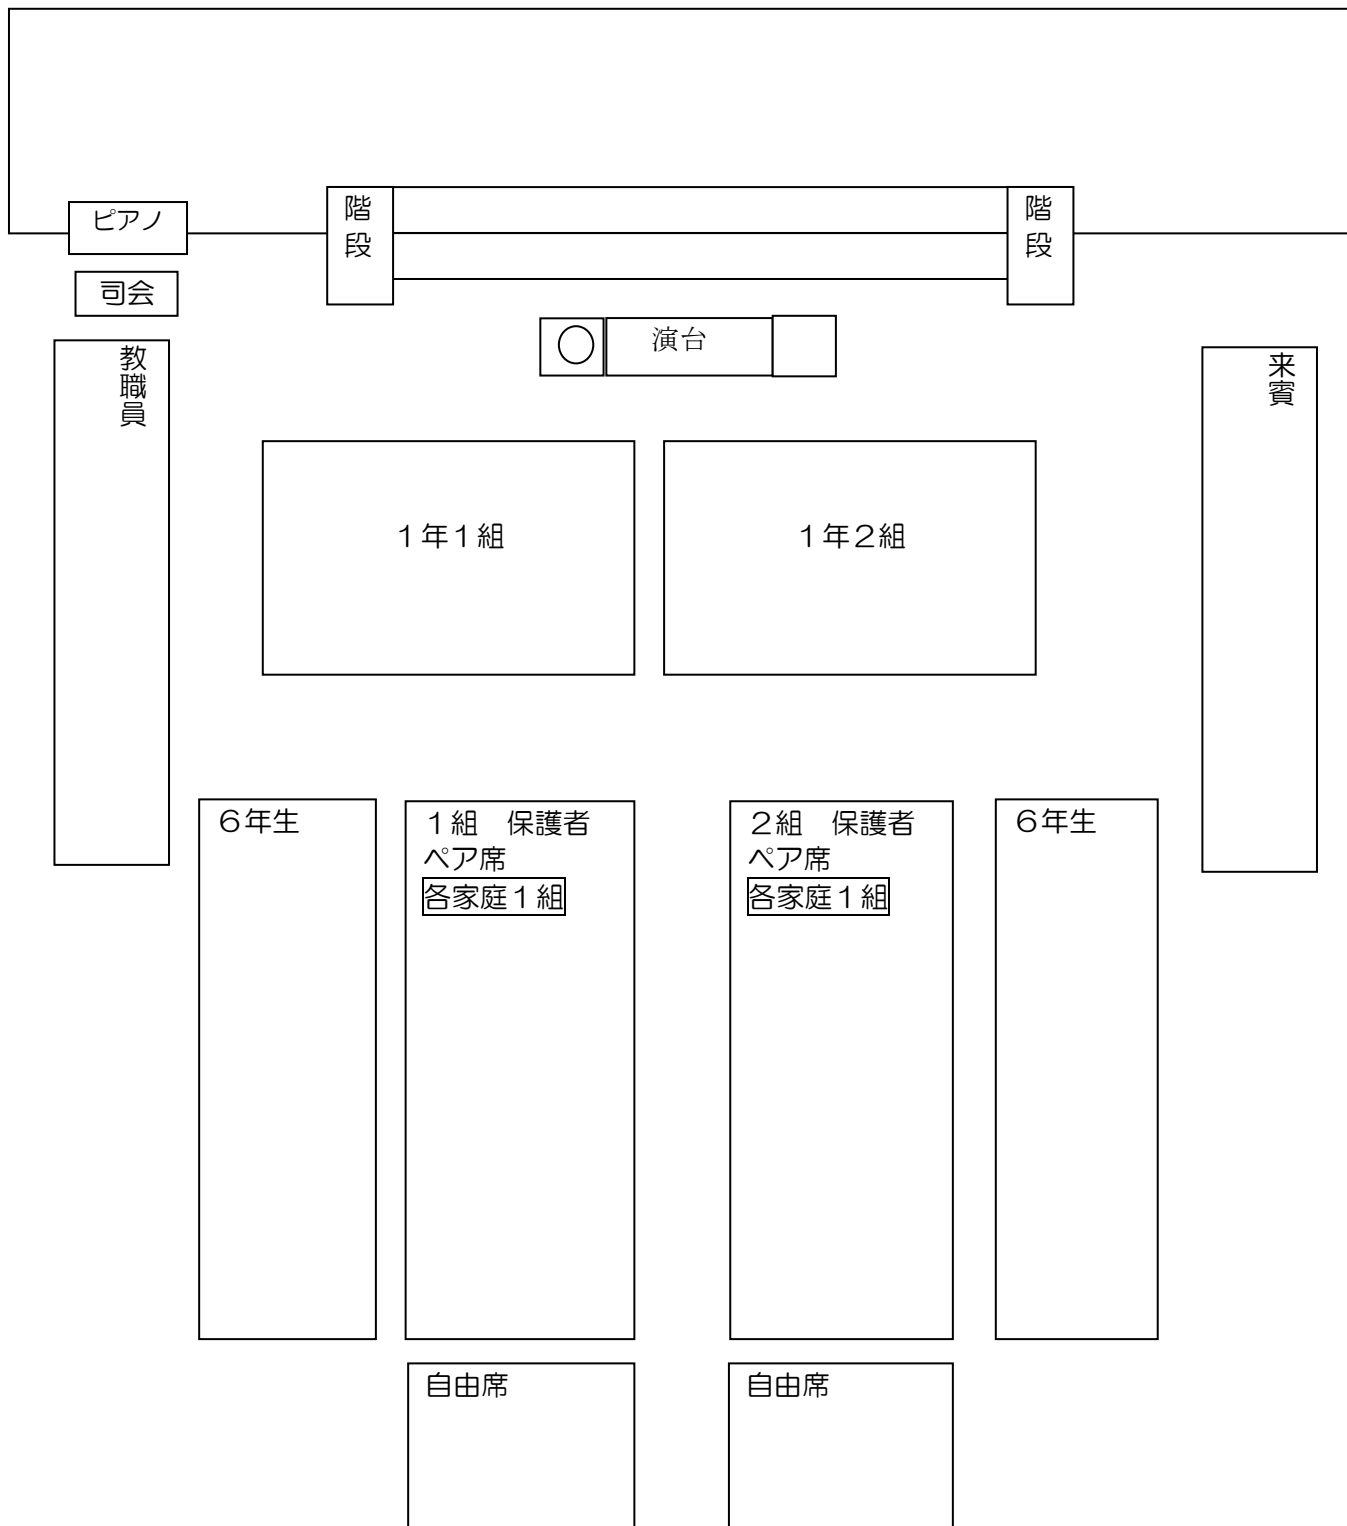 ピアノ
階段
階段
司会
演台
教職員
来賓
１年１組
１年２組
６年生
１組　保護者
ペア席
各家庭１組
２組　保護者
ペア席
各家庭１組
６年生
自由席
自由席